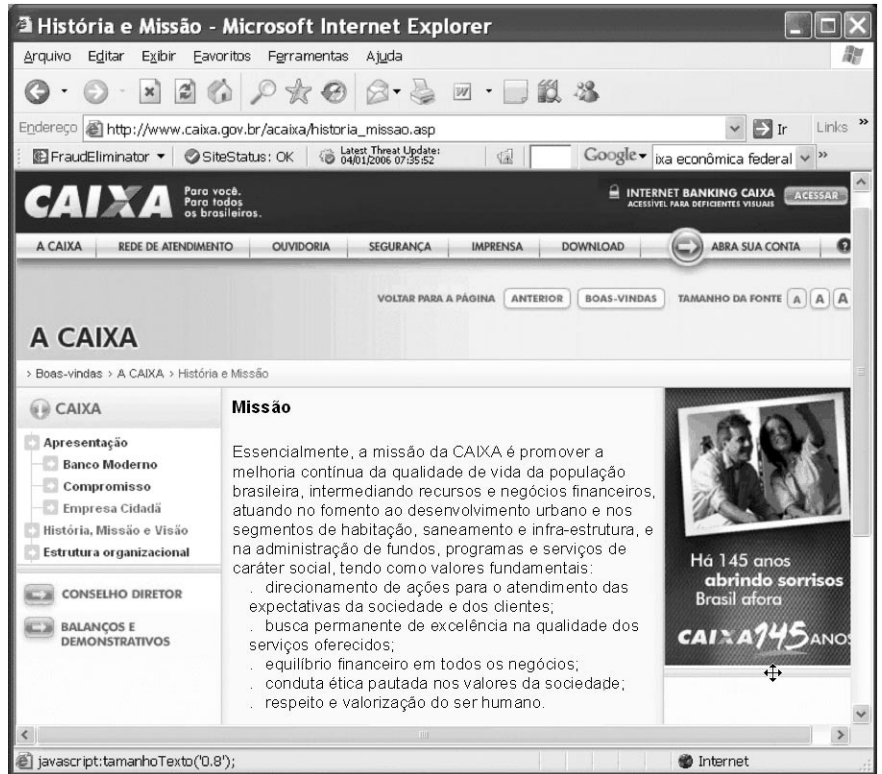 História e Missão - Microsoft Internet Explorer
Arquivo Editar Exibir Favoritos Ferramentas Ajuda
Endereço http://www.caixa.gov.br/acaixa/historia_missao.asp Ir Links »
FraudEliminator SiteStatus: OK Latest Threat Update: 04/01/2006 07:35:52 Google ixa econômica federal »
CAIXA Para você. Para todos os brasileiros.
INTERNET BANKING CAIXA ACESSAR
ACESSÍVEL PARA DEFICIENTES VISUAIS
A CAIXA REDE DE ATENDIMENTO OUVIDORIA SEGURANÇA IMPRENSA DOWNLOAD ABRA SUA CONTA ?
VOLTAR PARA A PÁGINA ANTERIOR BOAS-VINDAS TAMANHO DA FONTE A A A
A CAIXA
> Boas-vindas > A CAIXA > História e Missão
CAIXA
Apresentação
Banco Moderno
Compromisso
Empresa Cidadã
História, Missão e Visão
Estrutura organizacional
CONSELHO DIRETOR
BALANÇOS E
DEMONSTRATIVOS
Missão
Essencialmente, a missão da CAIXA é promover a
melhoria contínua da qualidade de vida da população
brasileira, intermediando recursos e negócios financeiros,
atuando no fomento ao desenvolvimento urbano e nos
segmentos de habitação, saneamento e infra-estrutura, e
na administração de fundos, programas e serviços de
caráter social, tendo como valores fundamentais:
. direcionamento de ações para o atendimento das
expectativas da sociedade e dos clientes;
. busca permanente de excelência na qualidade dos
serviços oferecidos;
. equilíbrio financeiro em todos os negócios;
. conduta ética pautada nos valores da sociedade;
. respeito e valorização do ser humano.
Há 145 anos
abrindo sorrisos
Brasil afora
CAIXA 145 ANOS
javascript:tamanhoTexto('0.8'); Internet